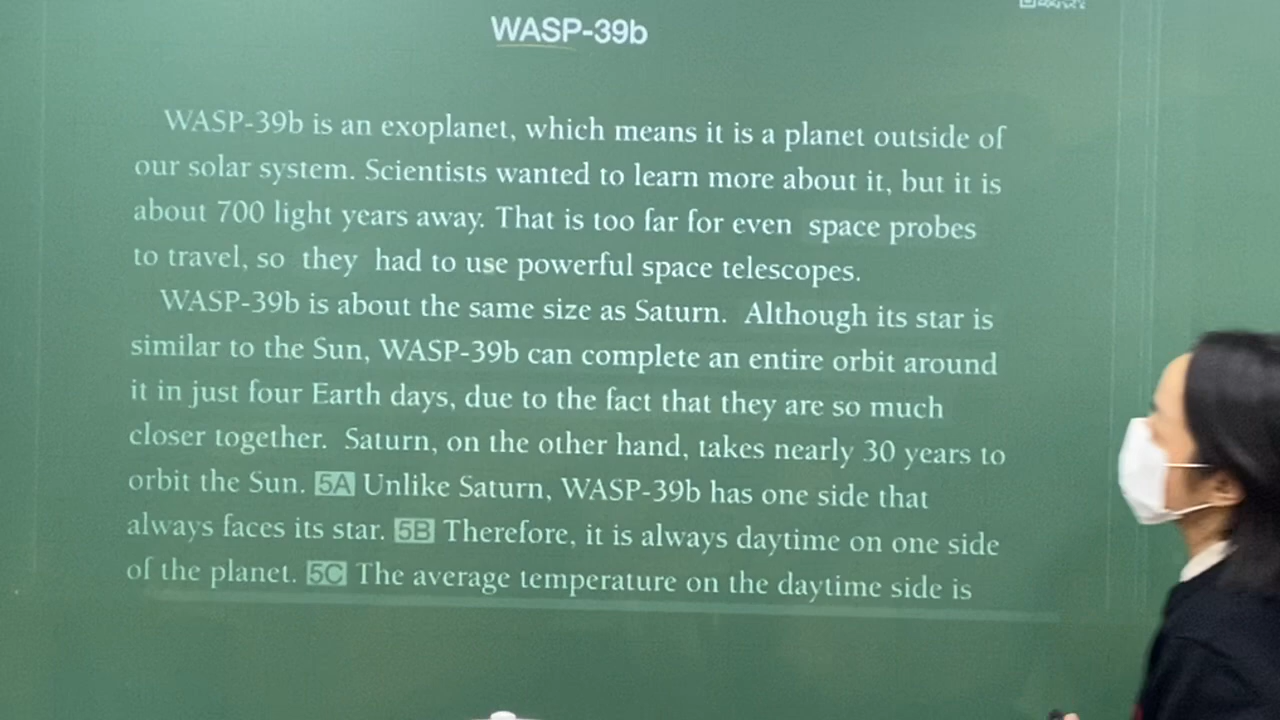 WASP-39b
WASP-39b is an exoplanet, which means it is a planet outside of
our solar system. Scientists wanted to learn more about it, but it is
about 700 light years away. That is too far for even space probes
to travel, so they had to use powerful space telescopes.
WASP-39b is about the same size as Saturn. Although its star is
similar to the Sun, WASP-39b can complete an entire orbit around
it in just four Earth days, due to the fact that they are so much
closer together. Saturn, on the other hand, takes nearly 30 years to
orbit the Sun. 5A Unlike Saturn, WASP-39b has one side that
always faces its star. 5B Therefore, it is always daytime on one side
of the planet. 5C The average temperature on the daytime side is